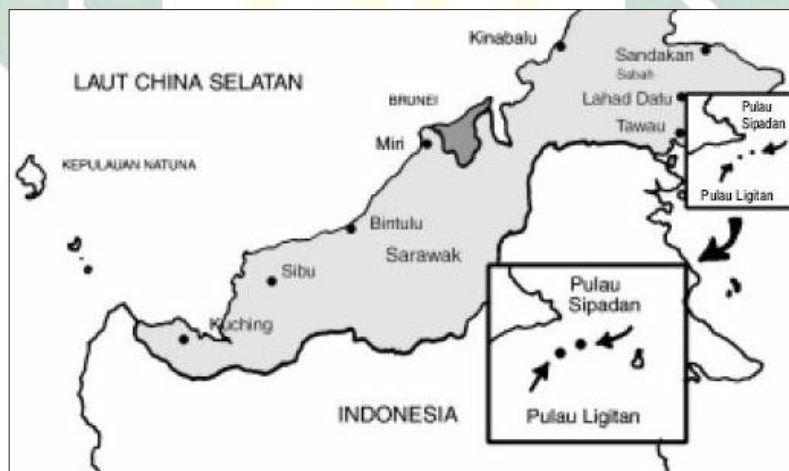 Kinabalu
Sandakan
Sabah
LAUT CHINA SELATAN
BRUNEI
Lahad Datu
Pulau
Sipadan
Tawau
Miri
KEPULAUAN NATUNA
Pulau Ligitan
Bintulu
Sarawak
Sibu
Pulau
Sipadan
Kuching
INDONESIA
Pulau Ligitan